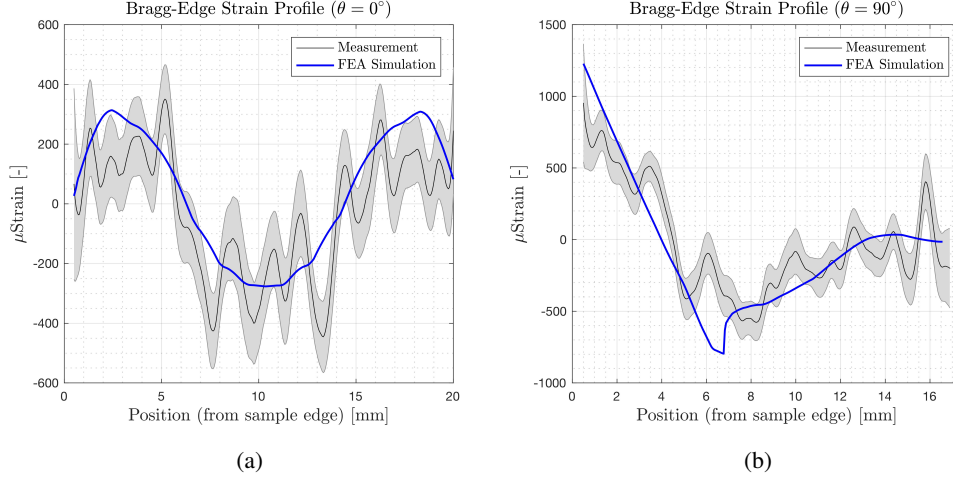 Bragg-Edge Strain Profile (θ = 0°)
Measurement
FEA Simulation
600
400
200
0
-200
-400
-600
μStrain [-]
0 5 10 15 20
Position (from sample edge) [mm]
(a)
Bragg-Edge Strain Profile (θ = 90°)
Measurement
FEA Simulation
1500
1000
500
0
-500
-1000
μStrain [-]
0 2 4 6 8 10 12 14 16
Position (from sample edge) [mm]
(b)